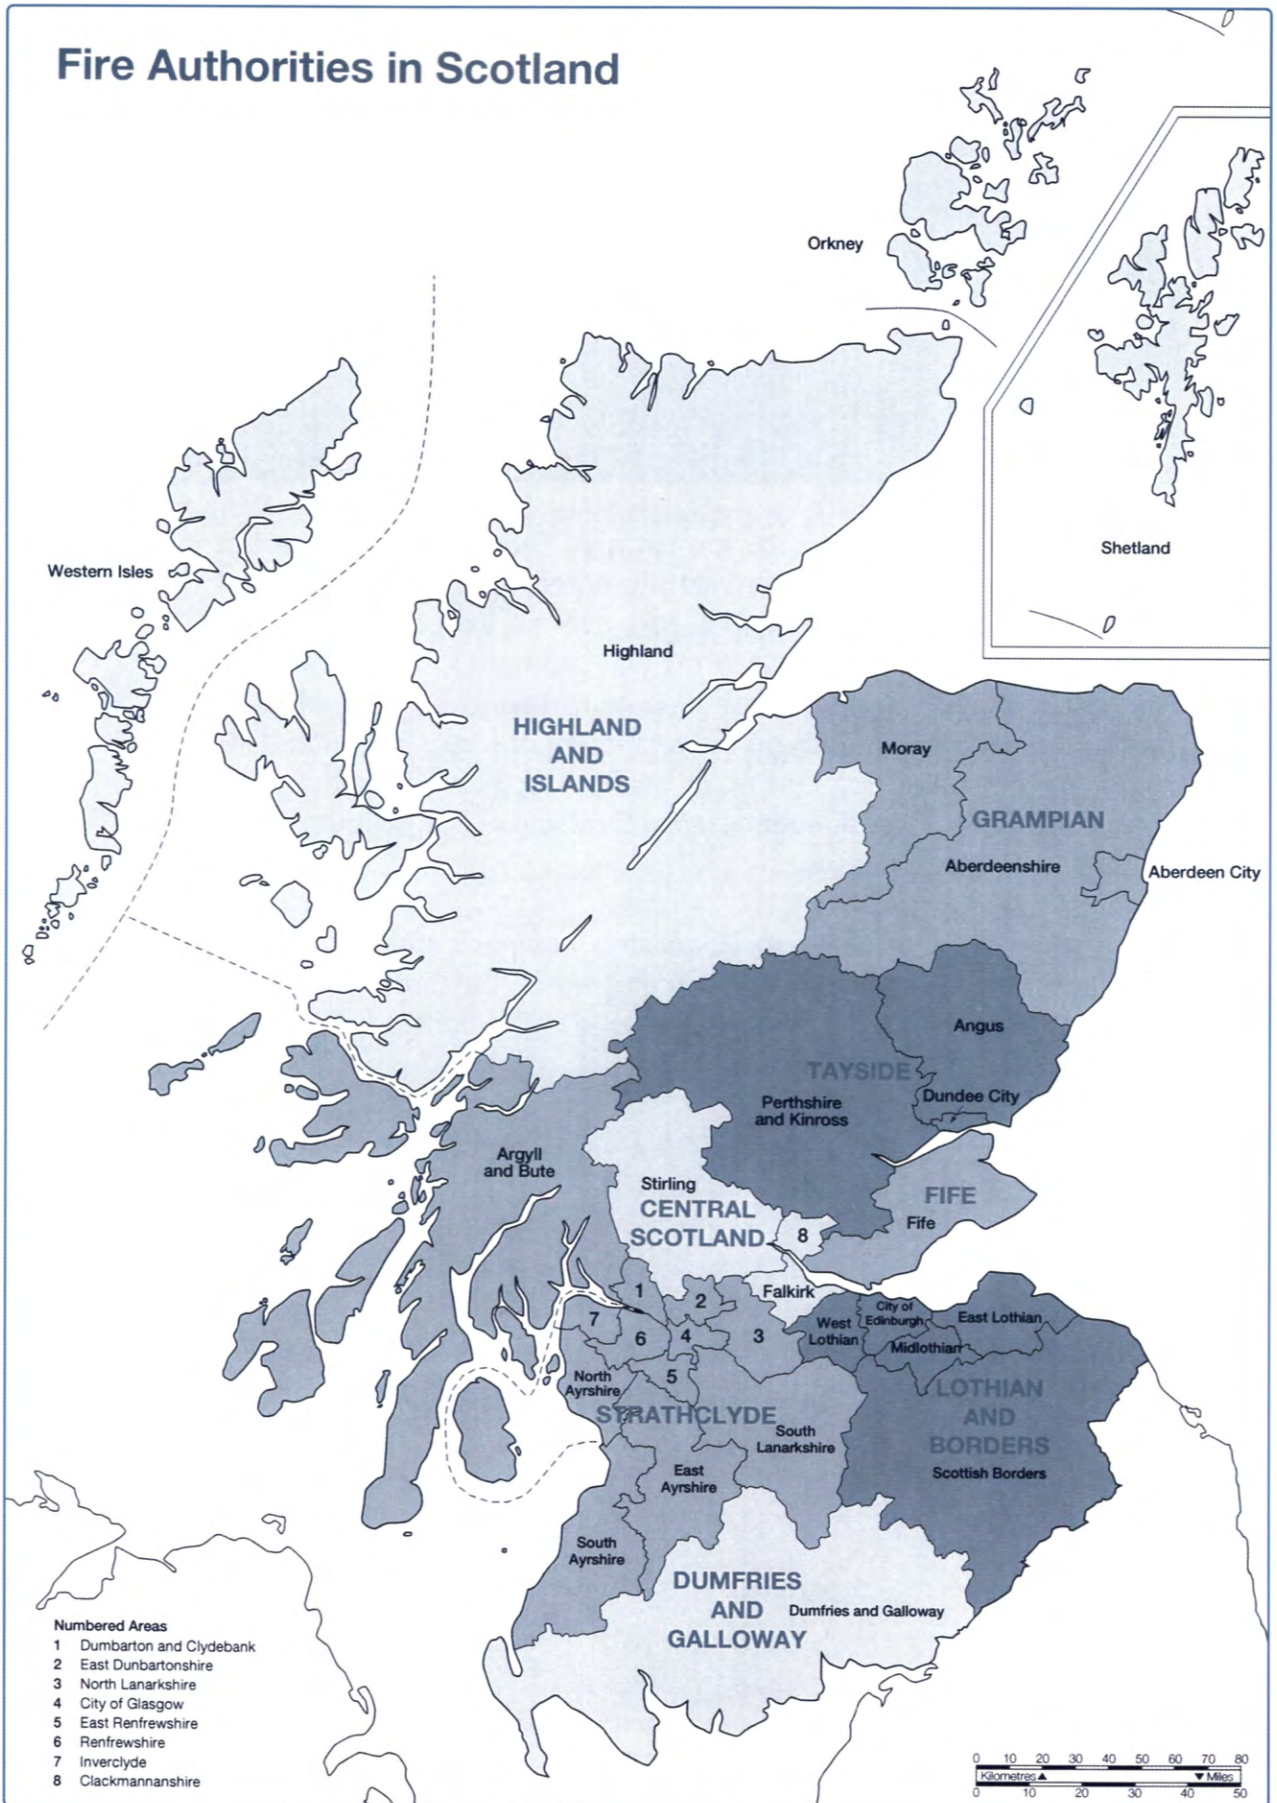 Fire Authorities in Scotland
Orkney
Shetland
Western Isles
Highland
HIGHLAND
AND
ISLANDS
Moray
GRAMPIAN
Aberdeenshire
Aberdeen City
Angus
TAYSIDE
Dundee City
Perthshire
and Kinross
Argyll
and Bute
Stirling
CENTRAL
SCOTLAND
8
FIFE
Fife
Falkirk
1
2
7
6
4
3
5
West
Lothian
City of
Edinburgh
East Lothian
Midlothian
North
Ayrshire
STRATHCLYDE
South
Lanarkshire
LOTHIAN
AND
BORDERS
Scottish Borders
East
Ayrshire
South
Ayrshire
DUMFRIES
AND
GALLOWAY
Dumfries and Galloway
Numbered Areas
1 Dumbarton and Clydebank
2 East Dunbartonshire
3 North Lanarkshire
4 City of Glasgow
5 East Renfrewshire
6 Renfrewshire
7 Inverclyde
8 Clackmannanshire
0 10 20 30 40 50 60 70 80
Kilometres ▲ ▼ Miles
0 10 20 30 40 50